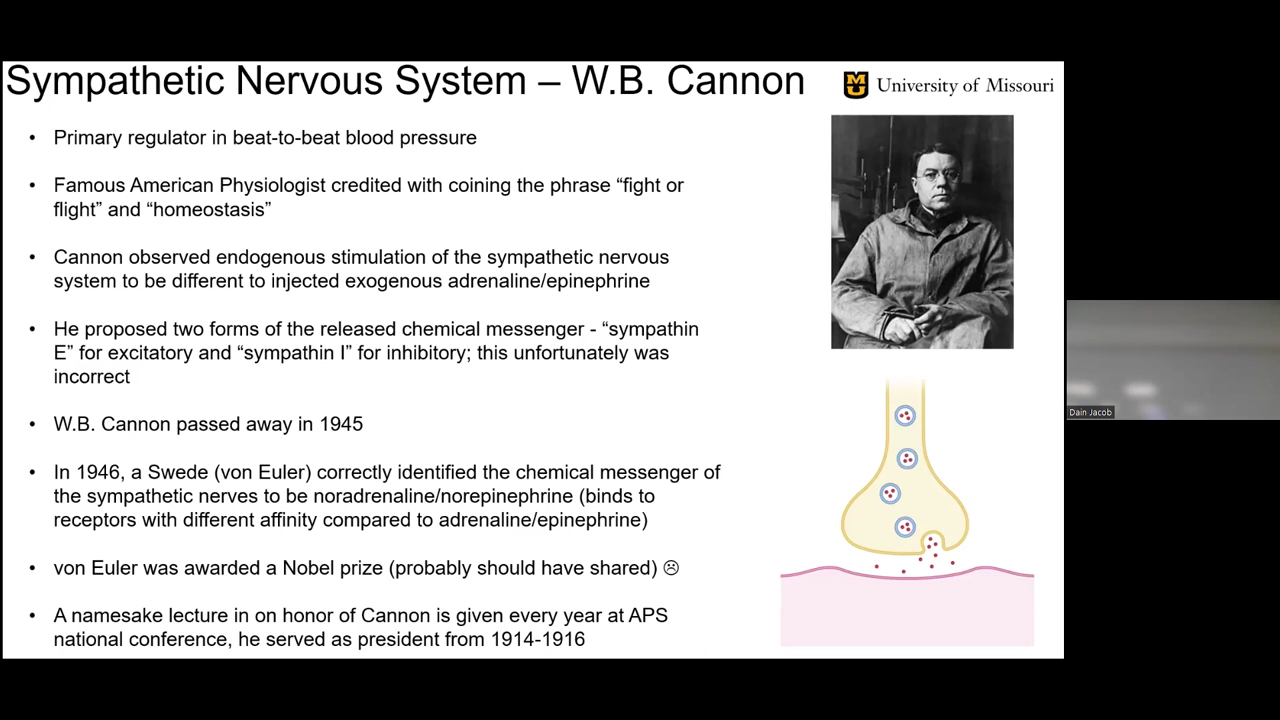 Sympathetic Nervous System – W.B. Cannon
University of Missouri
• Primary regulator in beat-to-beat blood pressure
• Famous American Physiologist credited with coining the phrase “fight or
flight” and “homeostasis”
• Cannon observed endogenous stimulation of the sympathetic nervous
system to be different to injected exogenous adrenaline/epinephrine
• He proposed two forms of the released chemical messenger - “sympathin
E” for excitatory and “sympathin I” for inhibitory; this unfortunately was
incorrect
• W.B. Cannon passed away in 1945
• In 1946, a Swede (von Euler) correctly identified the chemical messenger of
the sympathetic nerves to be noradrenaline/norepinephrine (binds to
receptors with different affinity compared to adrenaline/epinephrine)
• von Euler was awarded a Nobel prize (probably should have shared) ☹
• A namesake lecture in on honor of Cannon is given every year at APS
national conference, he served as president from 1914-1916
Dain Jacob